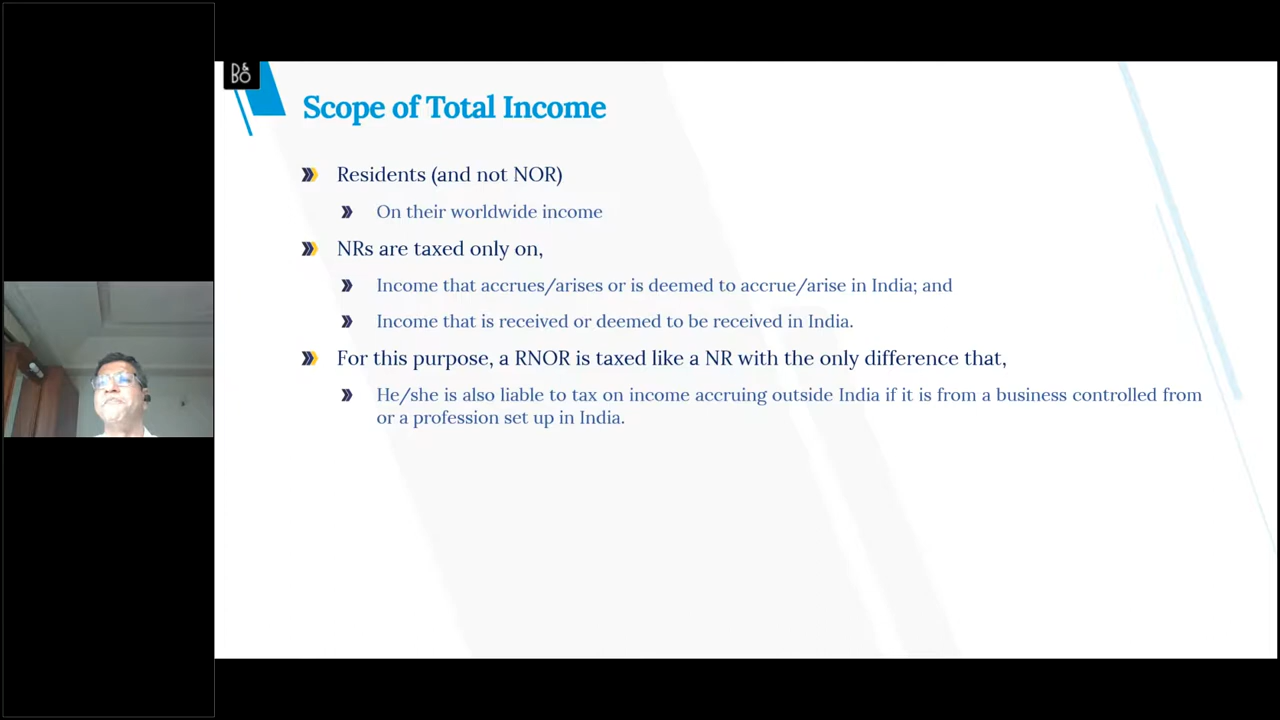 B&O
Scope of Total Income
Residents (and not NOR)
On their worldwide income
NRs are taxed only on,
Income that accrues/arises or is deemed to accrue/arise in India; and
Income that is received or deemed to be received in India.
For this purpose, a RNOR is taxed like a NR with the only difference that,
He/she is also liable to tax on income accruing outside India if it is from a business controlled from
or a profession set up in India.